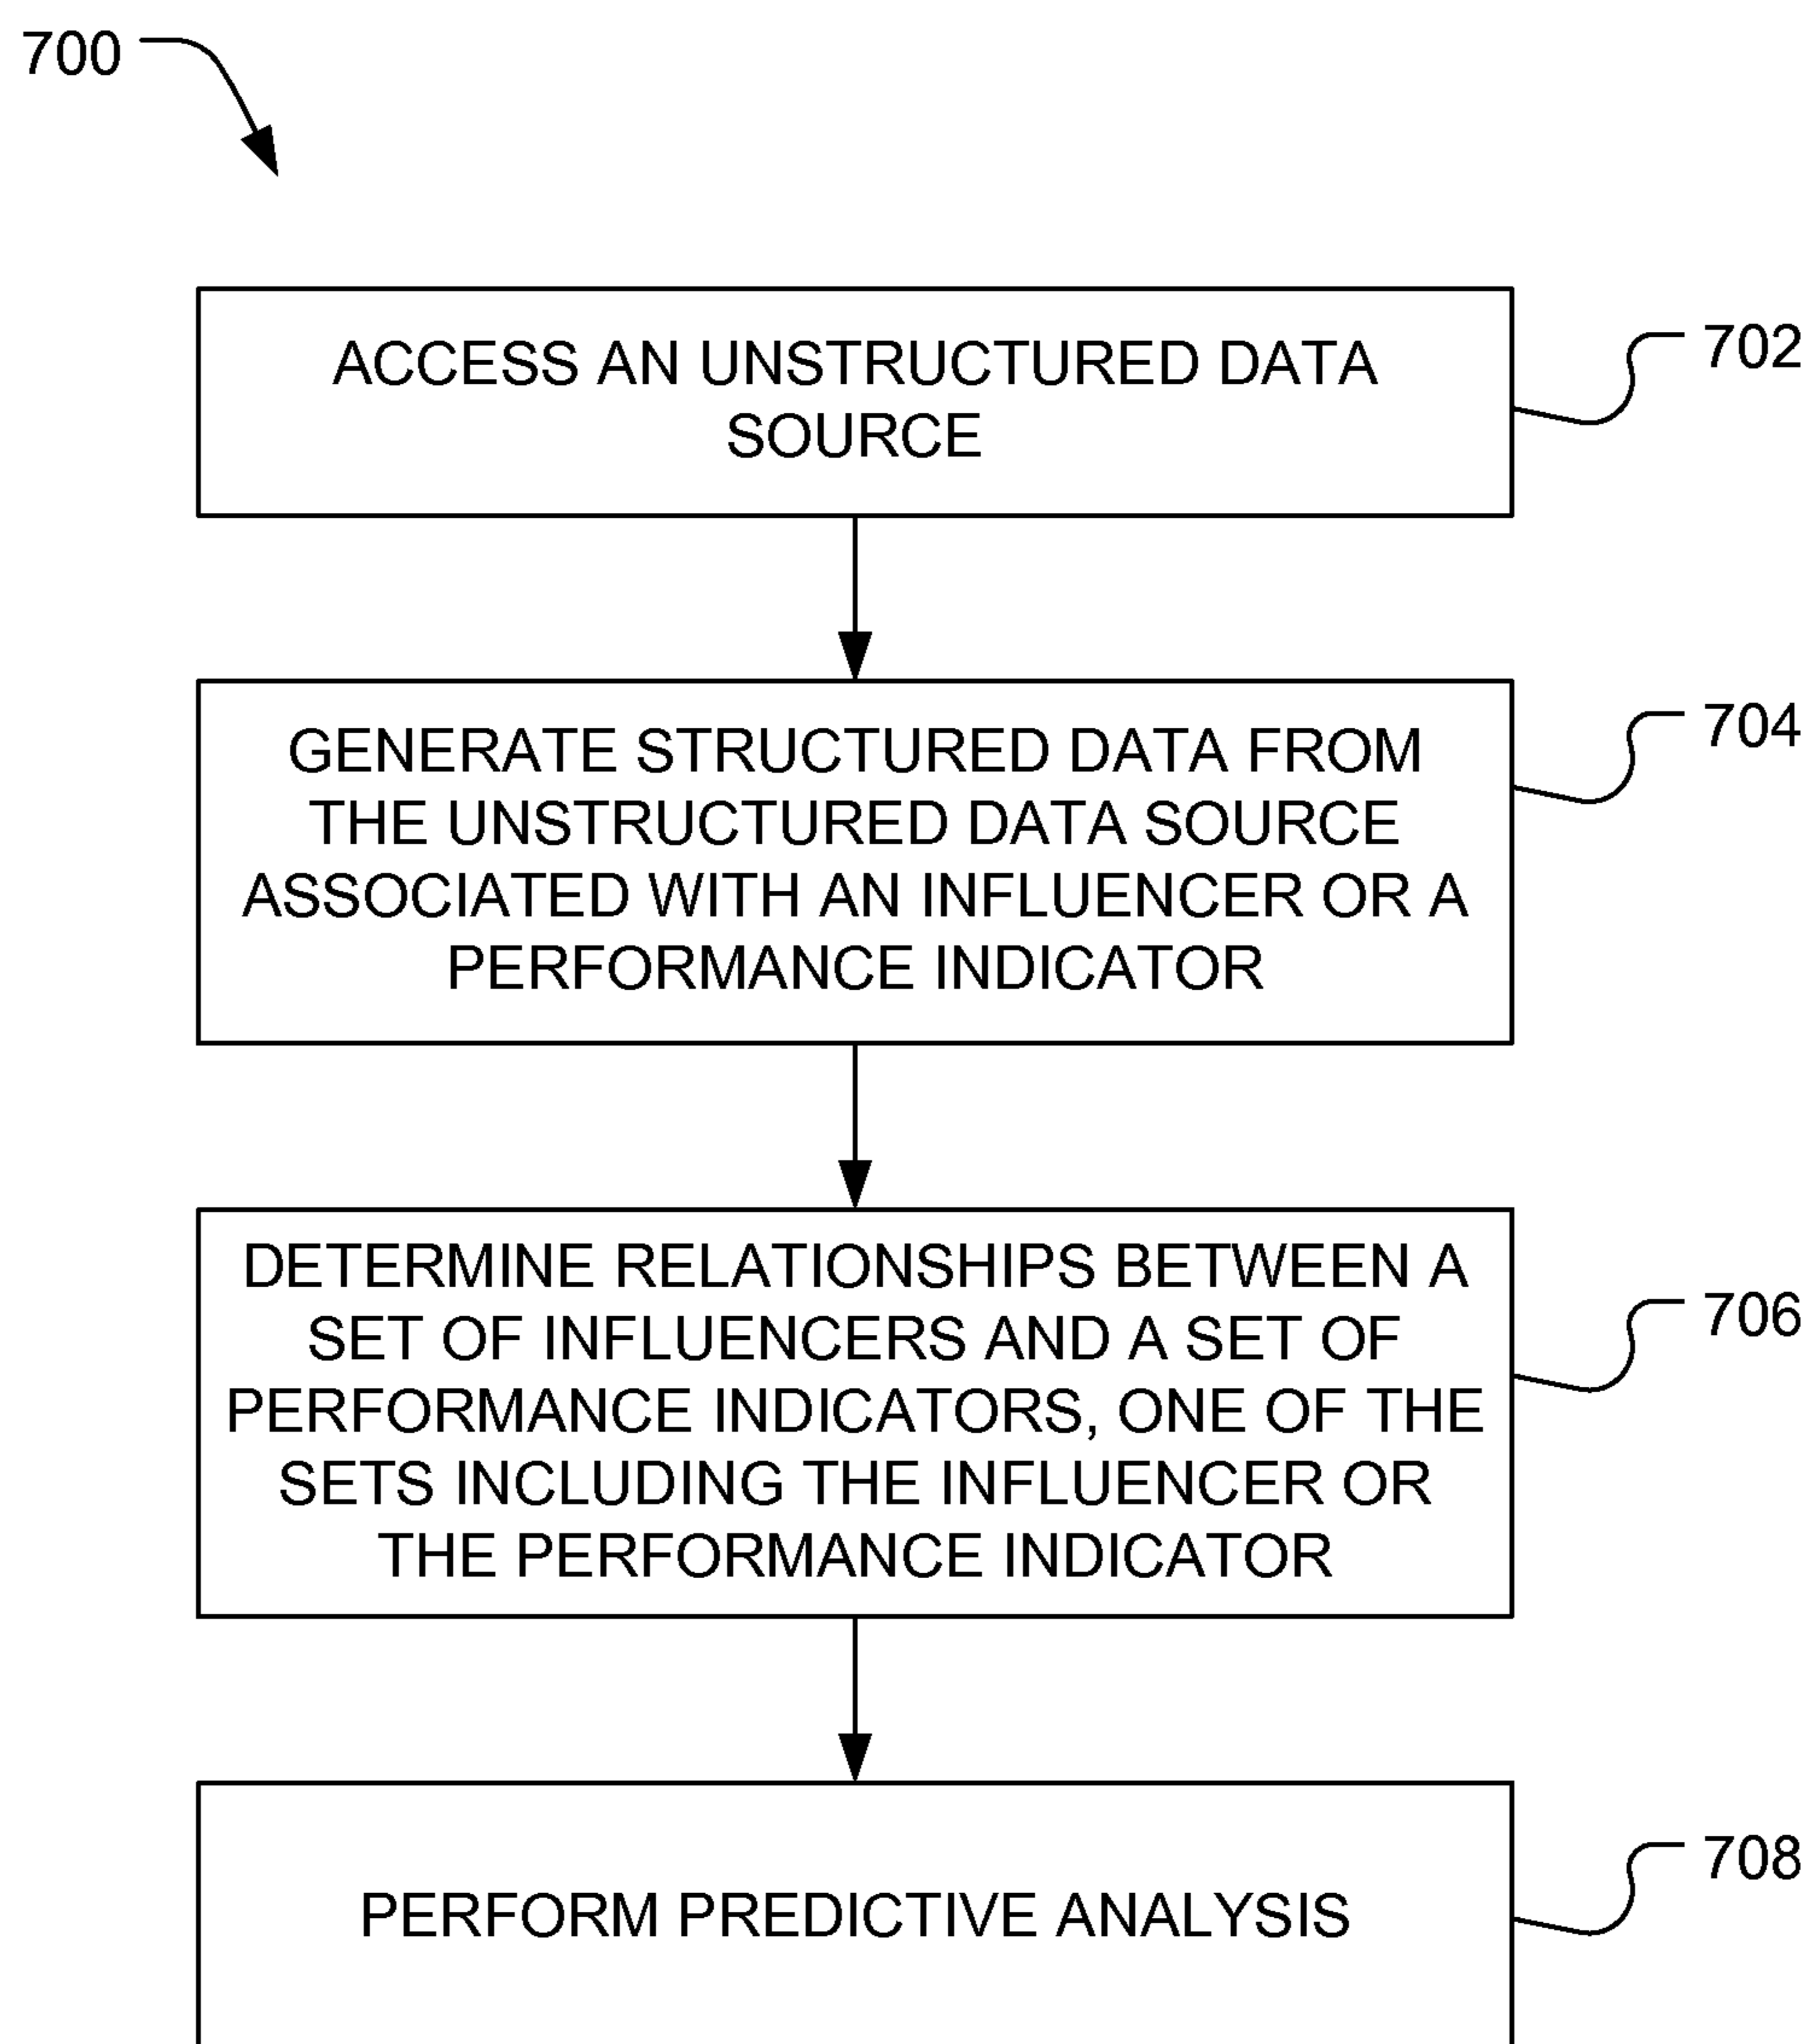 700
ACCESS AN UNSTRUCTURED DATA
SOURCE
702
GENERATE STRUCTURED DATA FROM
THE UNSTRUCTURED DATA SOURCE
ASSOCIATED WITH AN INFLUENCER OR A
PERFORMANCE INDICATOR
704
DETERMINE RELATIONSHIPS BETWEEN A
SET OF INFLUENCERS AND A SET OF
PERFORMANCE INDICATORS, ONE OF THE
SETS INCLUDING THE INFLUENCER OR
THE PERFORMANCE INDICATOR
706
PERFORM PREDICTIVE ANALYSIS
708